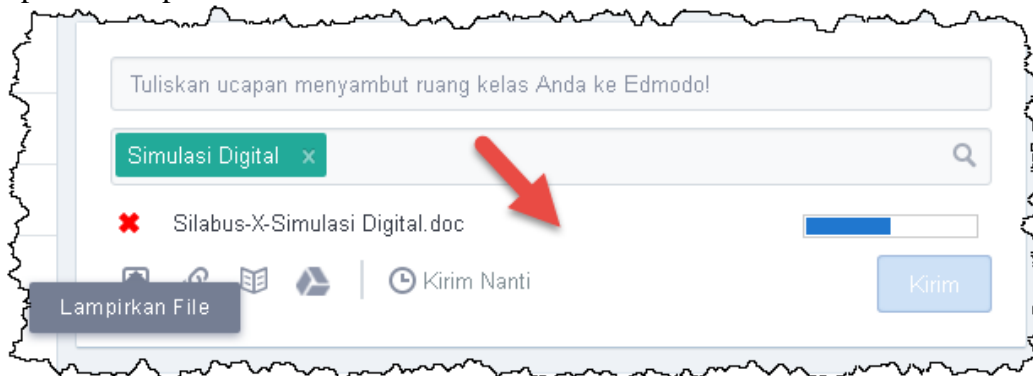 Tuliskan ucapan menyambut ruang kelas Anda ke Edmodo!
Simulasi Digital x
Silabus-X-Simulasi Digital.doc
Kirim Nanti
Kirim
Lampirkan File